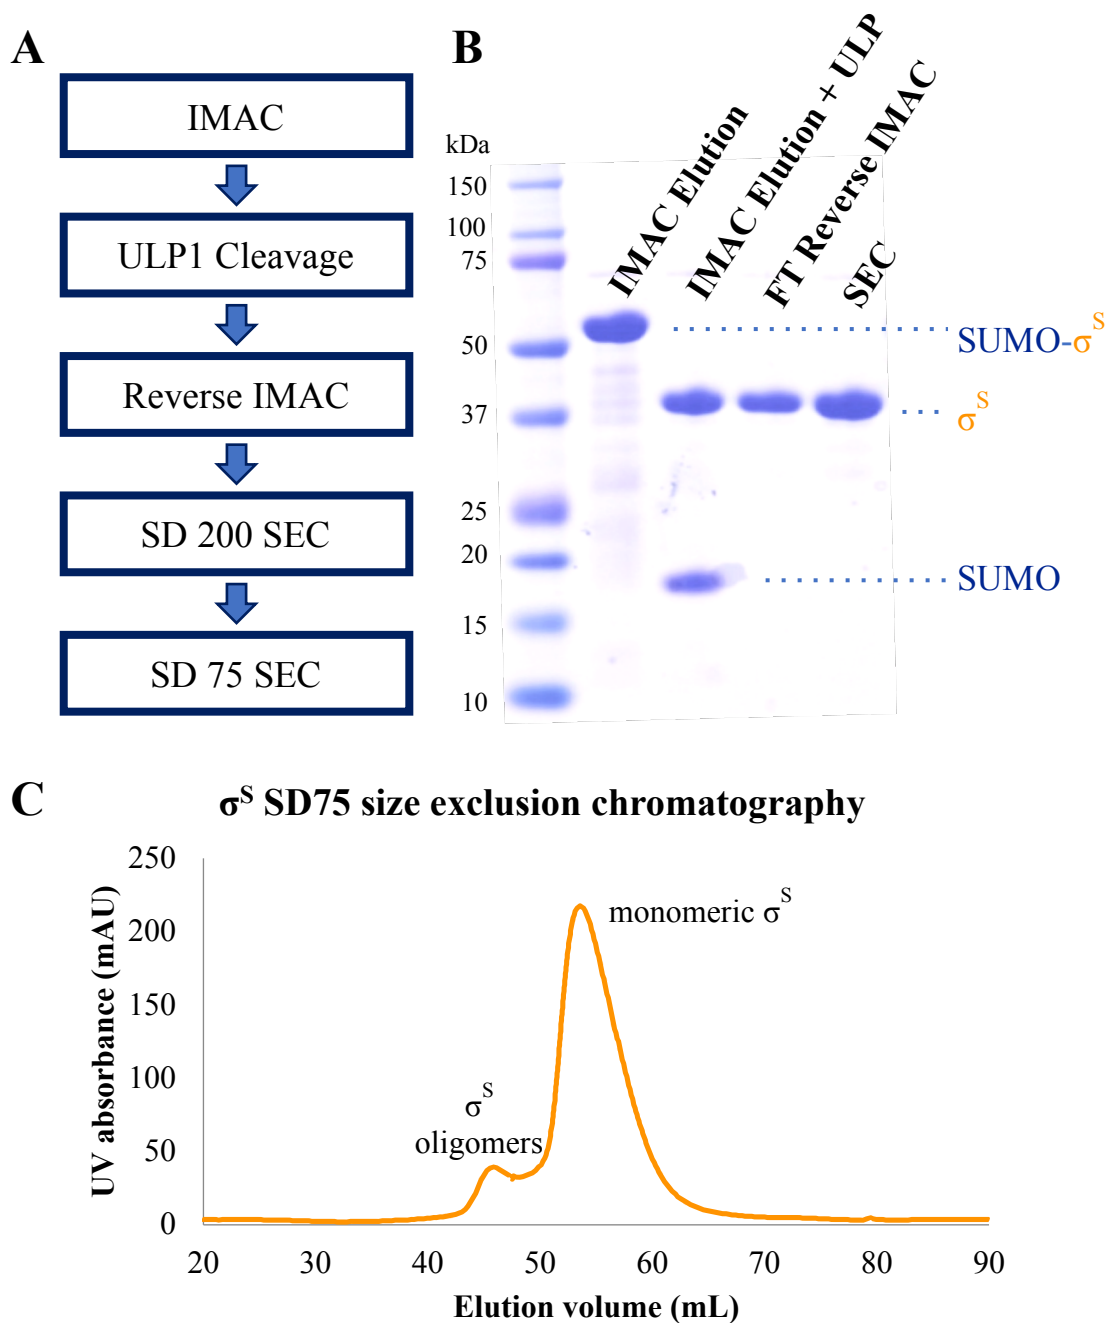 A
IMAC
ULP1 Cleavage
Reverse IMAC
SD 200 SEC
SD 75 SEC
B
kDa
150
100
75
50
37
25
20
15
10
IMAC Elution
IMAC Elution + ULP
FT Reverse IMAC
SEC
SUMO-σS
σS
SUMO
C
σS SD75 size exclusion chromatography
UV absorbance (mAU)
250
200
150
100
50
0
σS
oligomers
monomeric σS
20 30 40 50 60 70 80 90
Elution volume (mL)